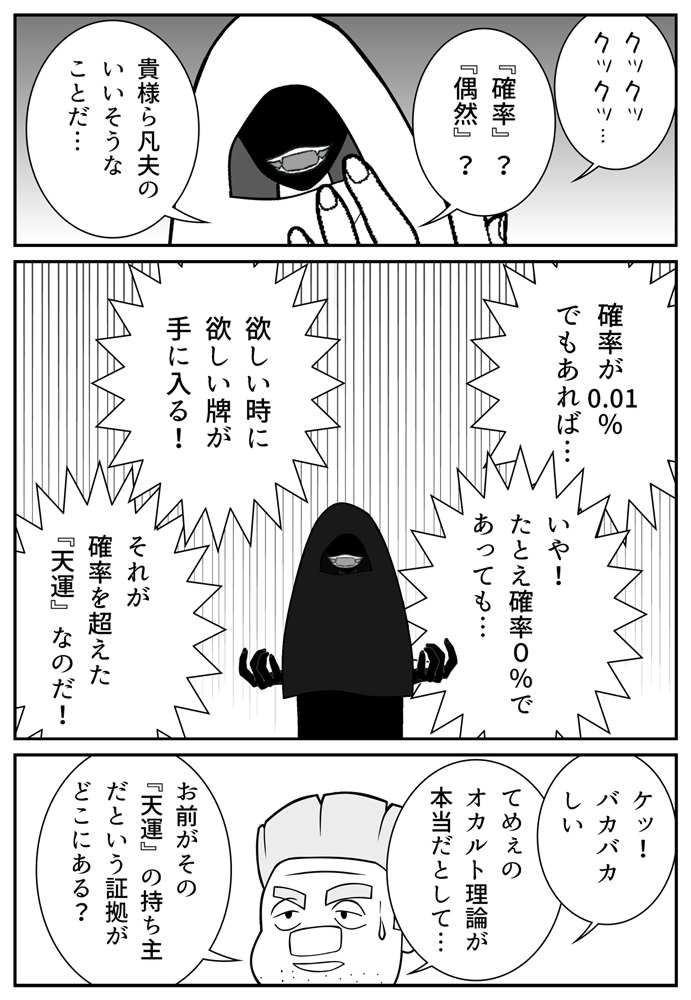 クックッ
クックッ…
『確率』?
『偶然』?
貴様ら凡夫の
いいそうな
ことだ…
確率が
0.01
%
でもあれば…
いや!
たとえ確率0%で
あっても…
欲しい時に
欲しい牌が
手に入る!
それが
確率を超えた
『天運』なのだ!
ケッ!
バカバカ
しい
てめぇの
オカルト理論が
本当だとして…
お前がその
『天運』の持ち主
だという証拠が
どこにある?